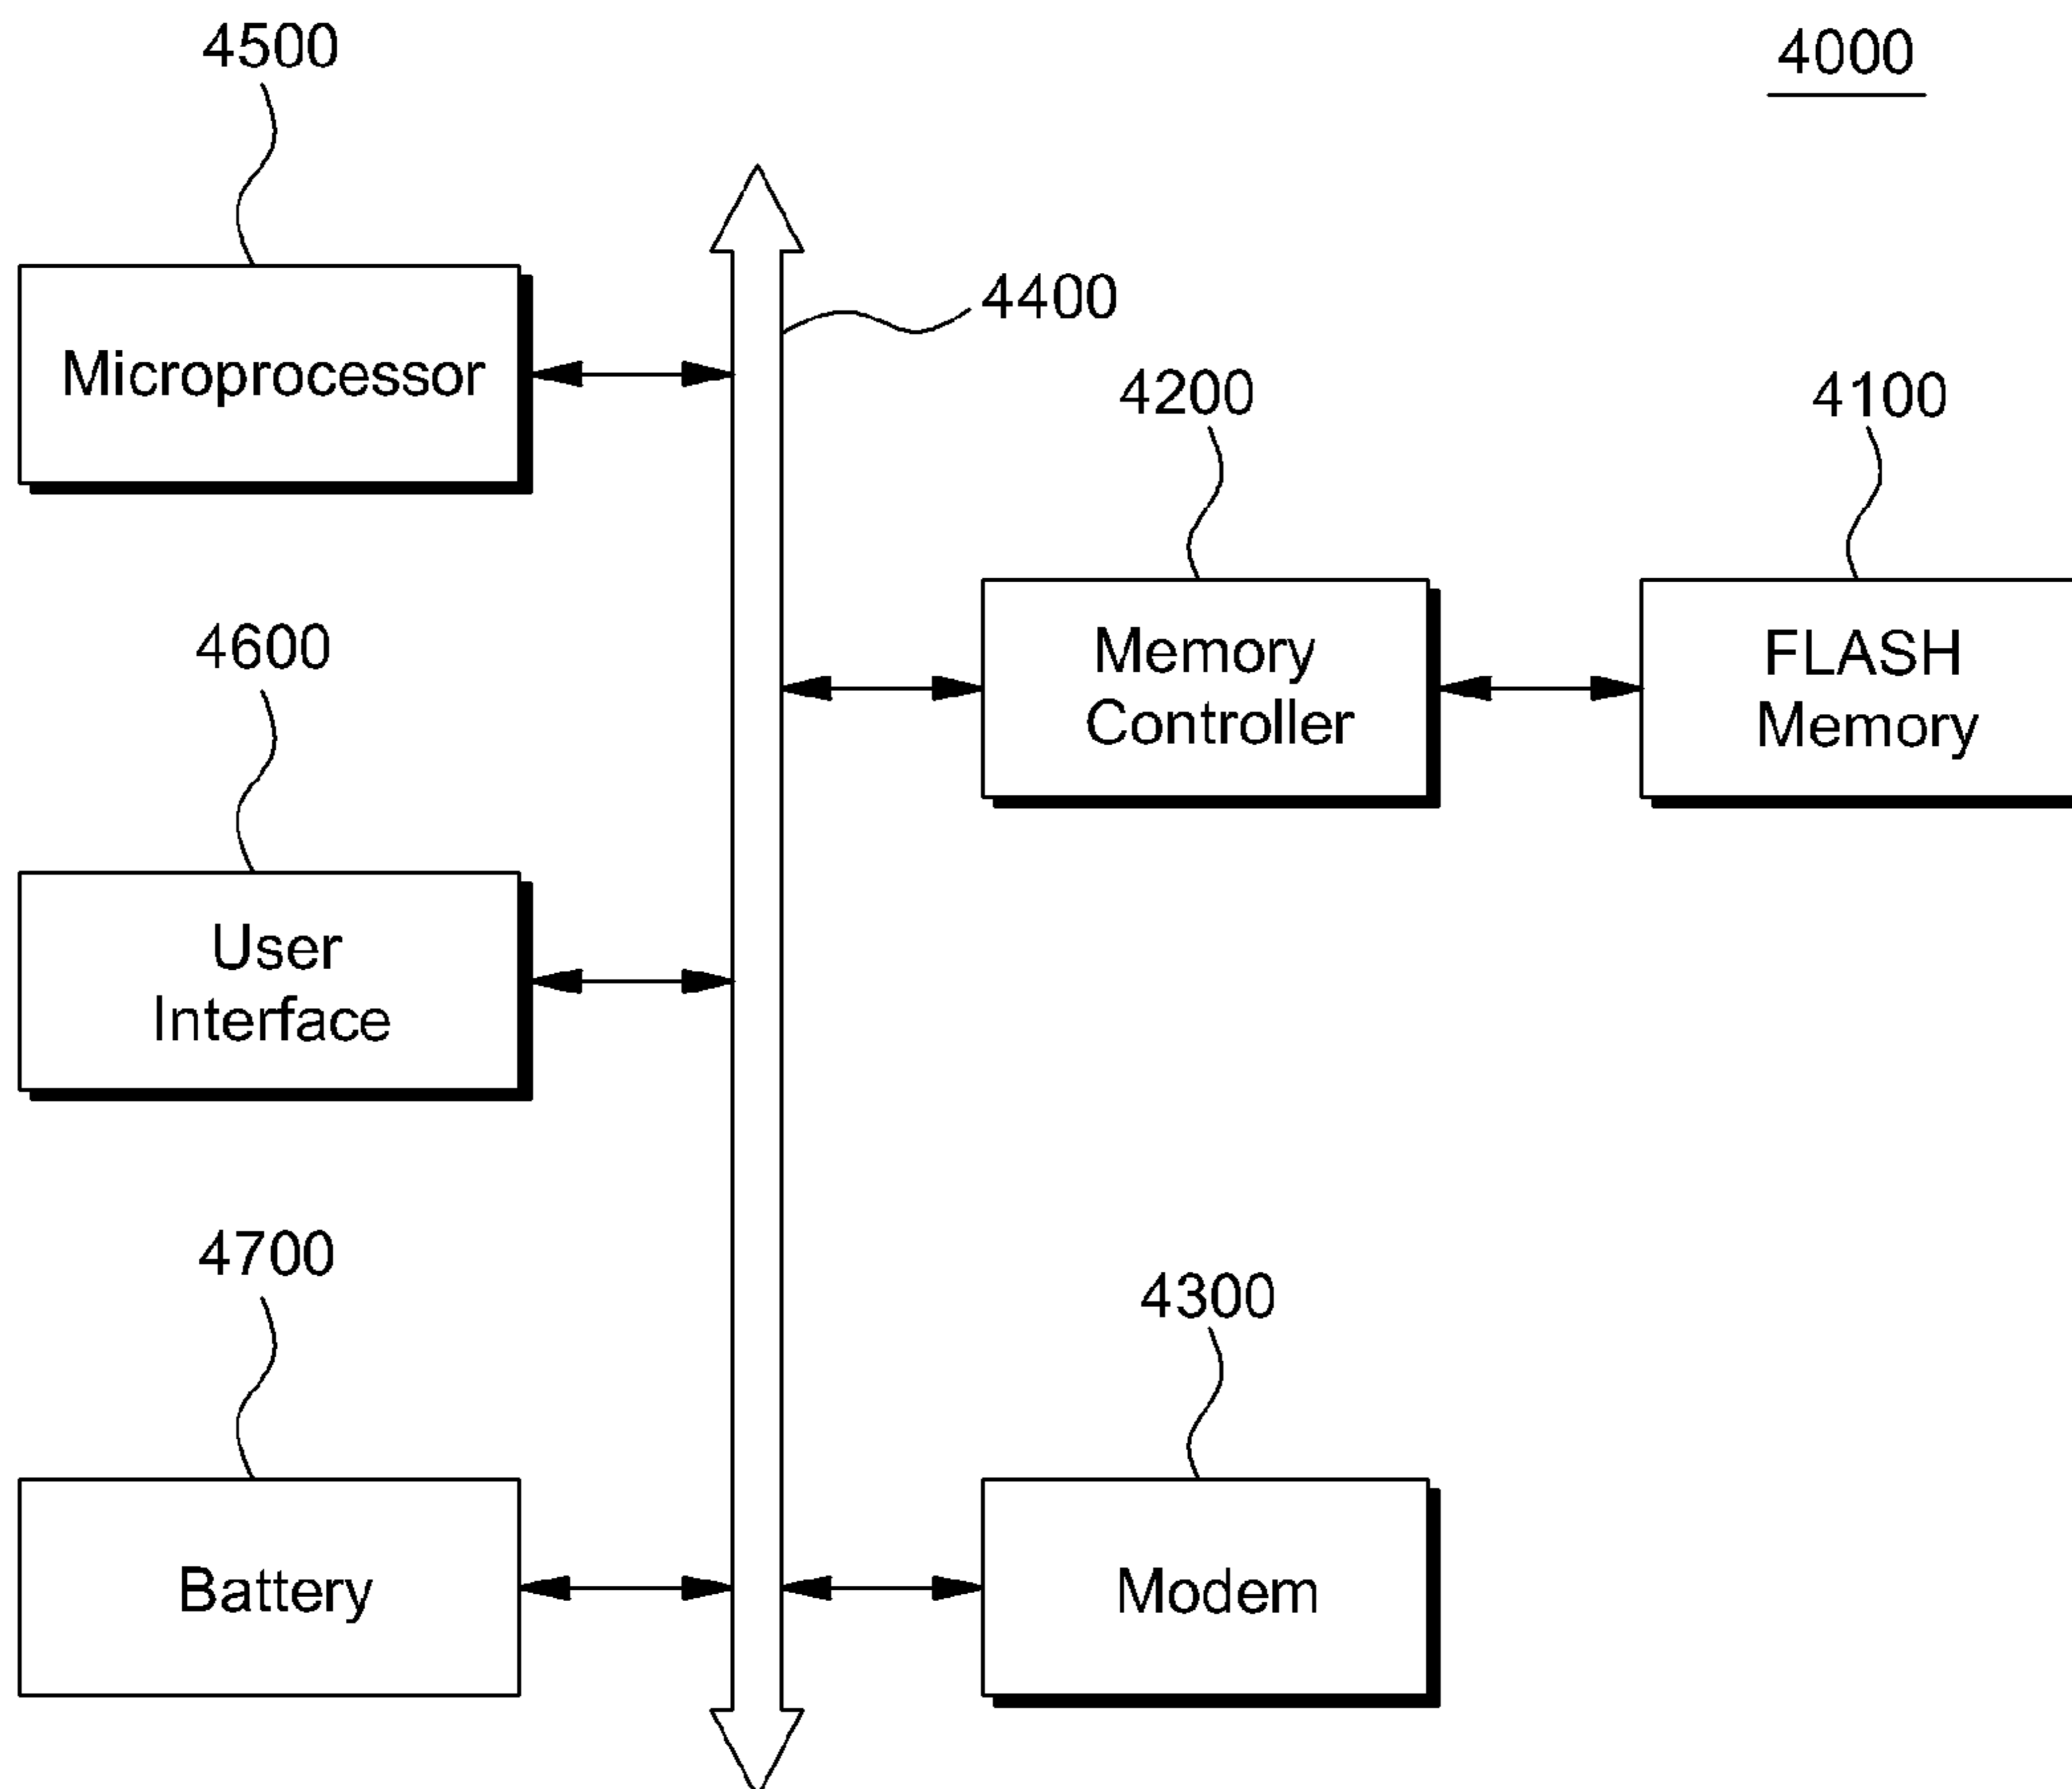 4500
4000
4400
Microprocessor
4200
4100
4600
Memory
Controller
FLASH
Memory
User
Interface
4700
4300
Battery
Modem